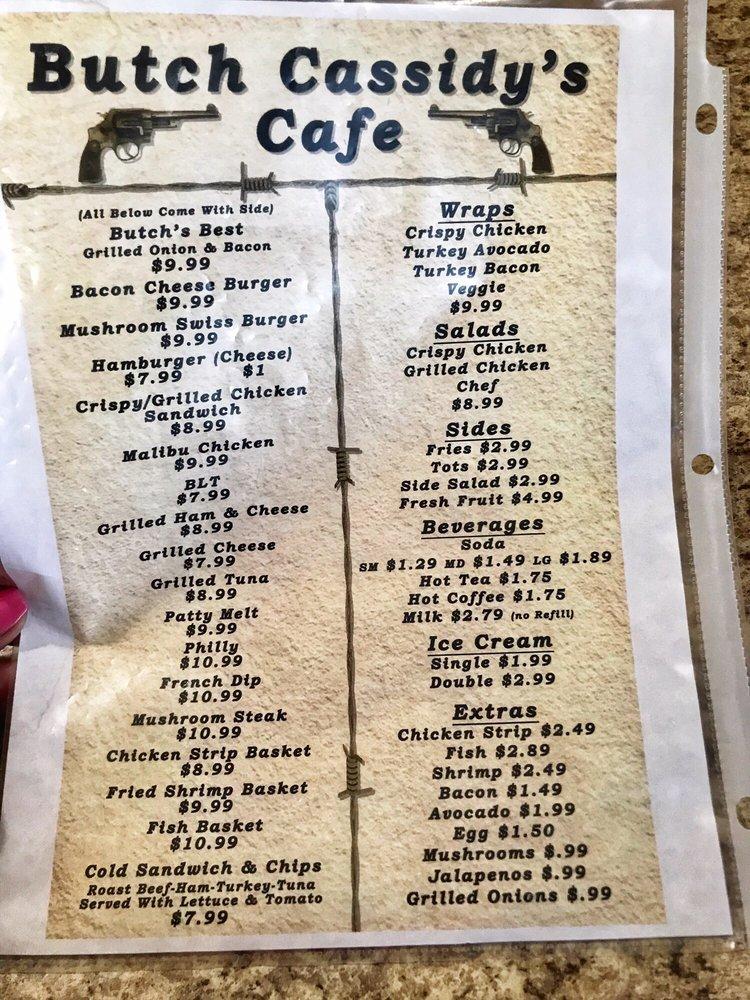 Butch Cassidy's
Cafe
(All Below Come With Side)
Butch's Best
Grilled Onion & Bacon
$9.99
Bacon Cheese Burger
$9.99
Mushroom Swiss Burger
$9.99
Hamburger (Cheese)
$7.99 $1
Crispy/Grilled Chicken
Sandwich
$8.99
Malibu Chicken
$9.99
BLT
$7.99
Grilled Ham & Cheese
$8.99
Grilled Cheese
$7.99
Grilled Tuna
$8.99
Patty Melt
$9.99
Philly
$10.99
French Dip
$10.99
Mushroom Steak
$10.99
Chicken Strip Basket
$8.99
Fried Shrimp Basket
$9.99
Fish Basket
$10.99
Cold Sandwich & Chips
Roast Beef-Ham-Turkey-Tuna
Served With Lettuce & Tomato
$7.99
Wraps
Crispy Chicken
Turkey Avocado
Turkey Bacon
Veggie
$9.99
Salads
Crispy Chicken
Grilled Chicken
Chef
$8.99
Sides
Fries $2.99
Tots $2.99
Side Salad $2.99
Fresh Fruit $4.99
Beverages
Soda
SM $1.29 MD $1.49 LG $1.89
Hot Tea $1.75
Hot Coffee $1.75
Milk $2.79 (no Refill)
Ice Cream
Single $1.99
Double $2.99
Extras
Chicken Strip $2.49
Fish $2.89
Shrimp $2.49
Bacon $1.49
Avocado $1.99
Egg $1.50
Mushrooms $.99
Jalapenos $.99
Grilled Onions $.99